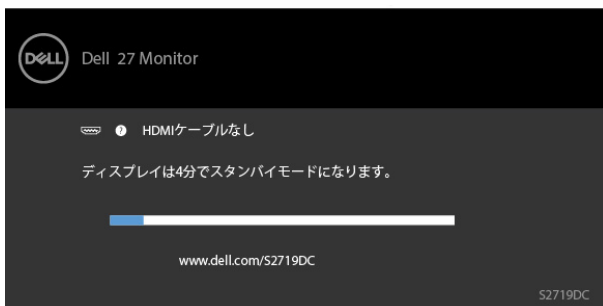 DELL
Dell 27 Monitor
? HDMIケーブルなし
ディスプレイは4分でスタンバイモードになります。
www.dell.com/S2719DC
S2719DC